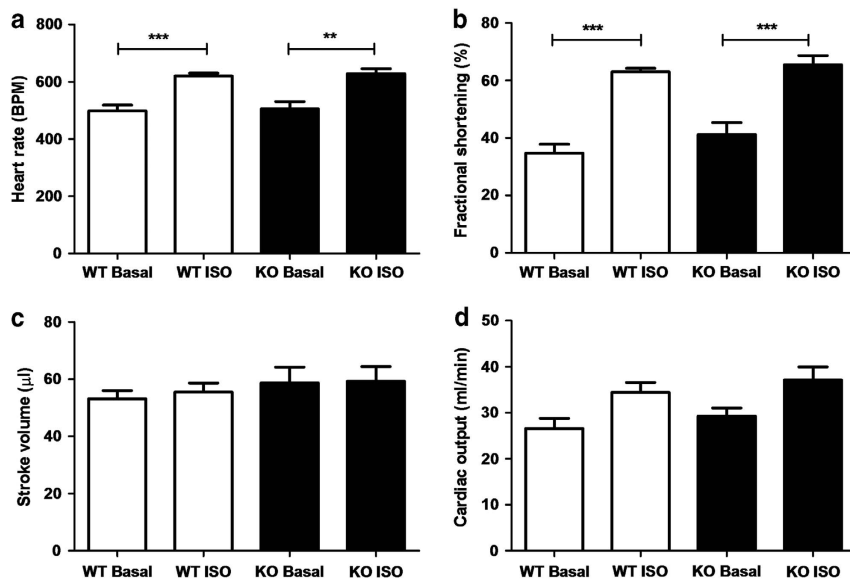 a
Heart rate (BPM)
800
600
400
200
0
***
**
WT Basal WT ISO KO Basal KO ISO
b
Fractional shortening (%)
80
60
40
20
0
***
***
WT Basal WT ISO KO Basal KO ISO
c
Stroke volume (µl)
80
60
40
20
0
WT Basal WT ISO KO Basal KO ISO
d
Cardiac output (ml/min)
50
40
30
20
10
0
WT Basal WT ISO KO Basal KO ISO